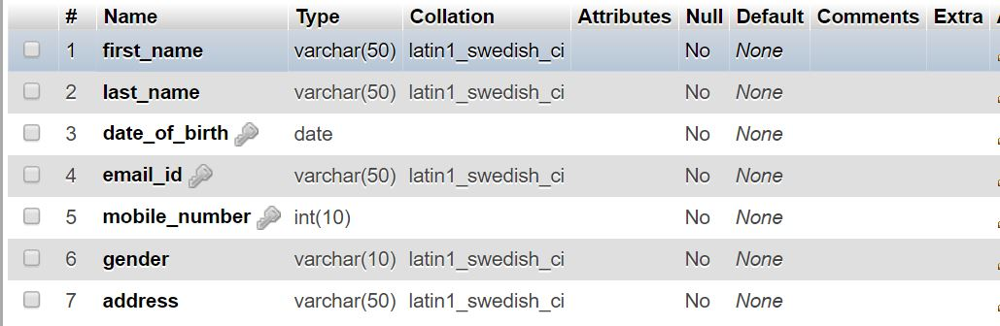 # Name Type Collation Attributes Null Default Comments Extra
1 first_name varchar(50) latin1_swedish_ci No None
2 last_name varchar(50) latin1_swedish_ci No None
3 date_of_birth date No None
4 email_id varchar(50) latin1_swedish_ci No None
5 mobile_number int(10) No None
6 gender varchar(10) latin1_swedish_ci No None
7 address varchar(50) latin1_swedish_ci No None